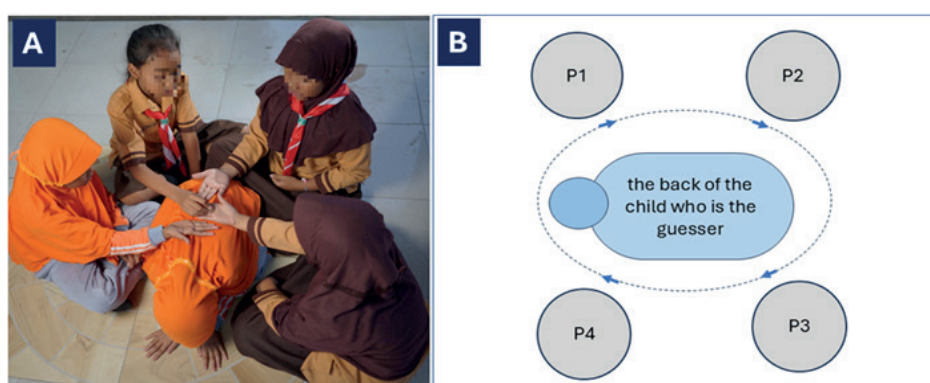 A
B
P1
P2
the back of the
child who is the
guesser
P4
P3